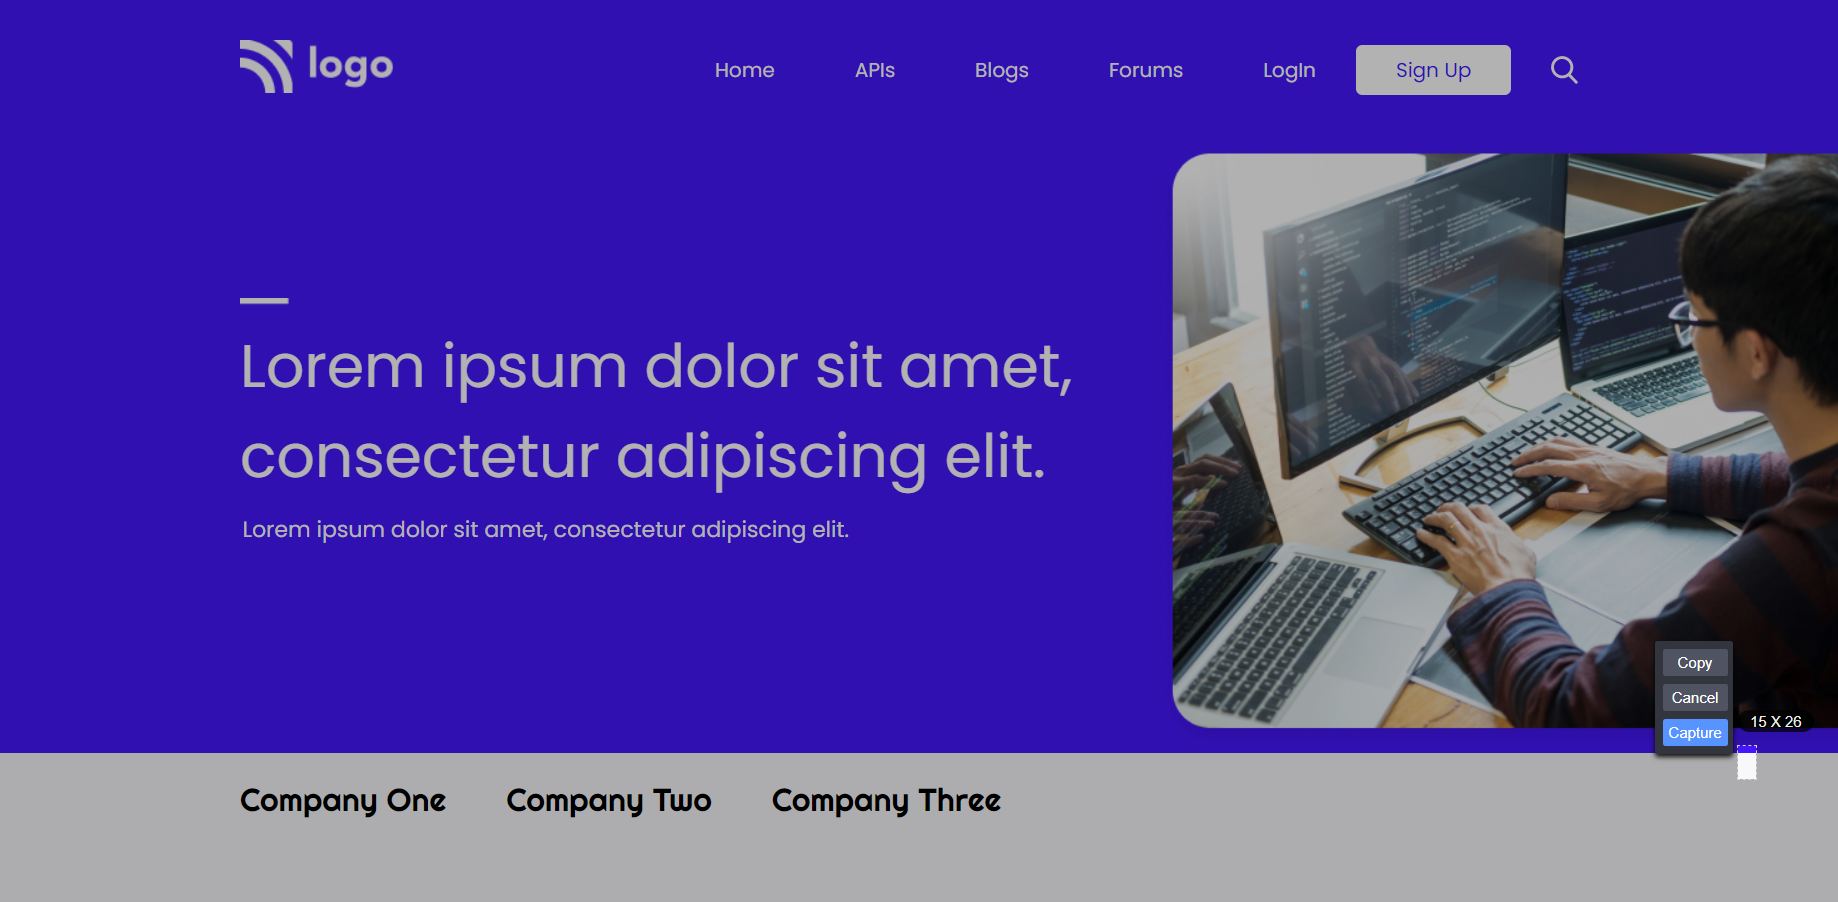 logo
Home APIs Blogs Forums LogIn Sign Up
Lorem ipsum dolor sit amet,
consectetur adipiscing elit.
Lorem ipsum dolor sit amet, consectetur adipiscing elit.
Copy
Cancel
Capture
15 X 26
Company One Company Two Company Three